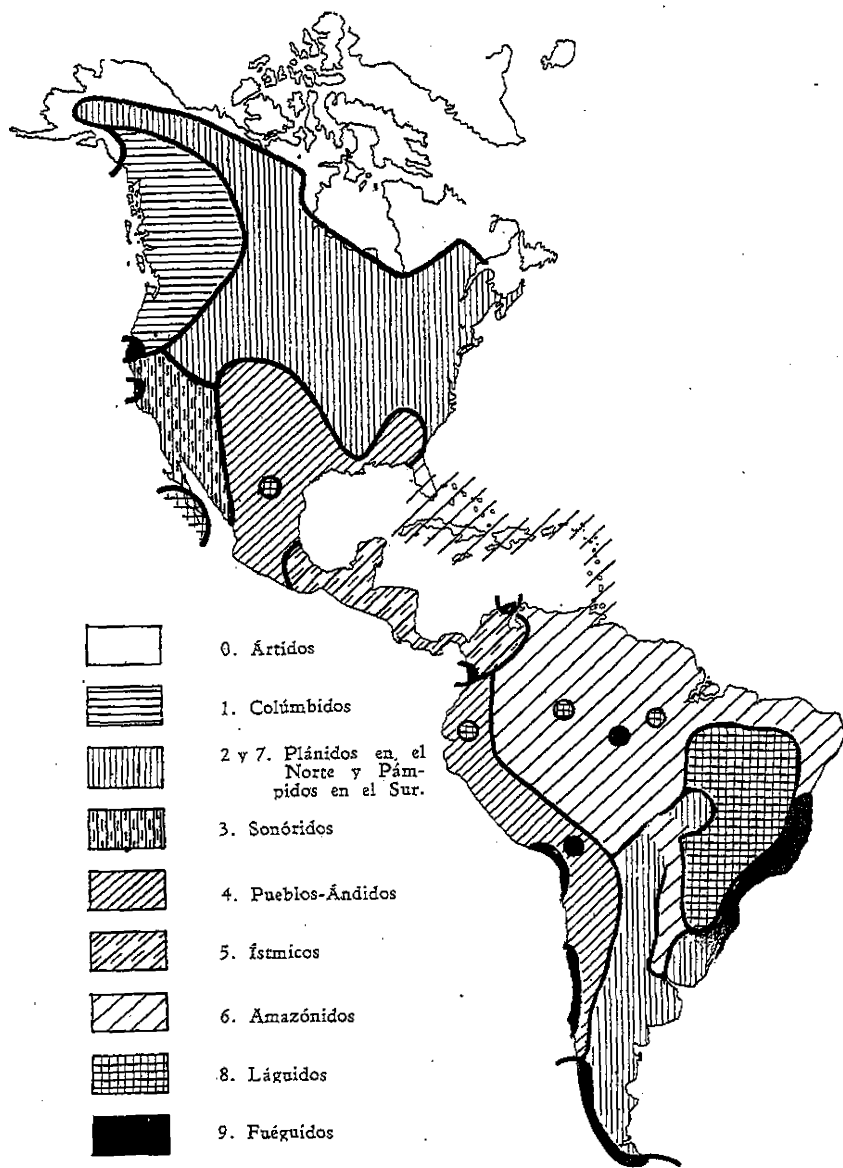 0. Ártidos
1. Colúmbidos
2 y 7. Plánidos en el
Norte y Pám-
pidos en el Sur.
3. Sonóridos
4. Pueblos-Ándidos
5. Ístmicos
6. Amazónidos
8. Láguidos
9. Fuéguidos